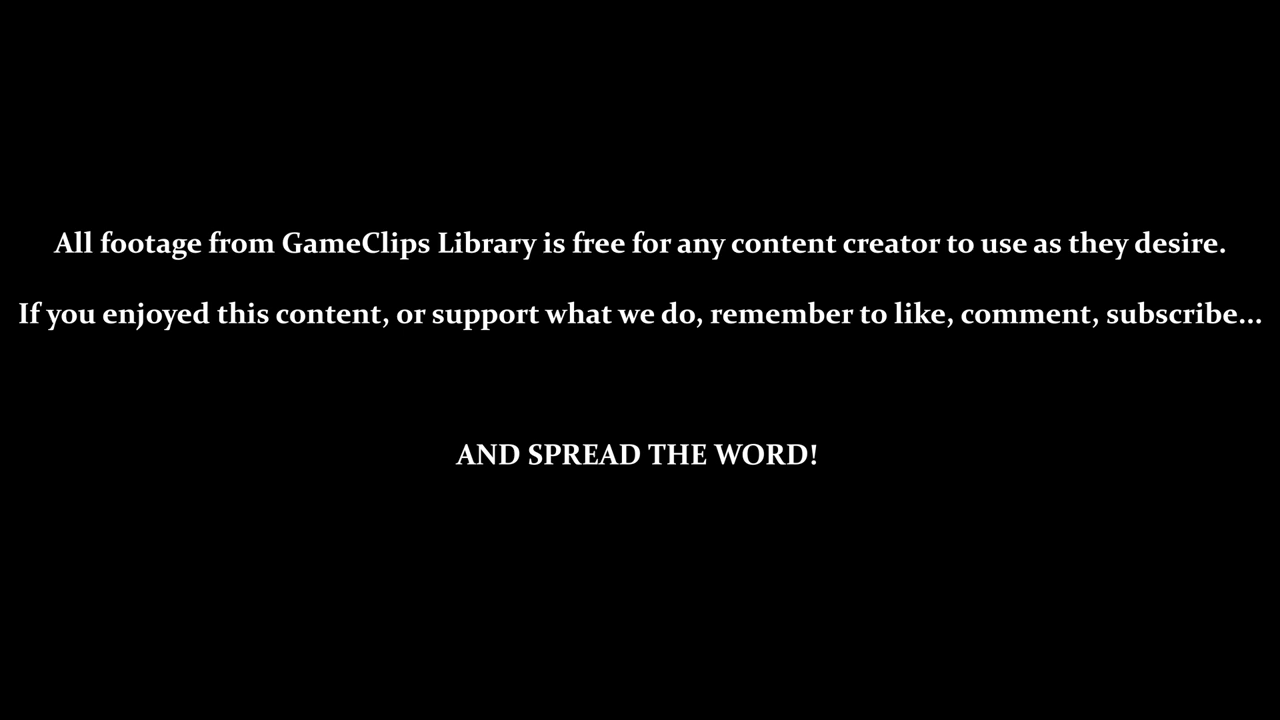 All footage from GameClips Library is free for any content creator to use as they desire.
If you enjoyed this content, or support what we do, remember to like, comment, subscribe...
AND SPREAD THE WORD!